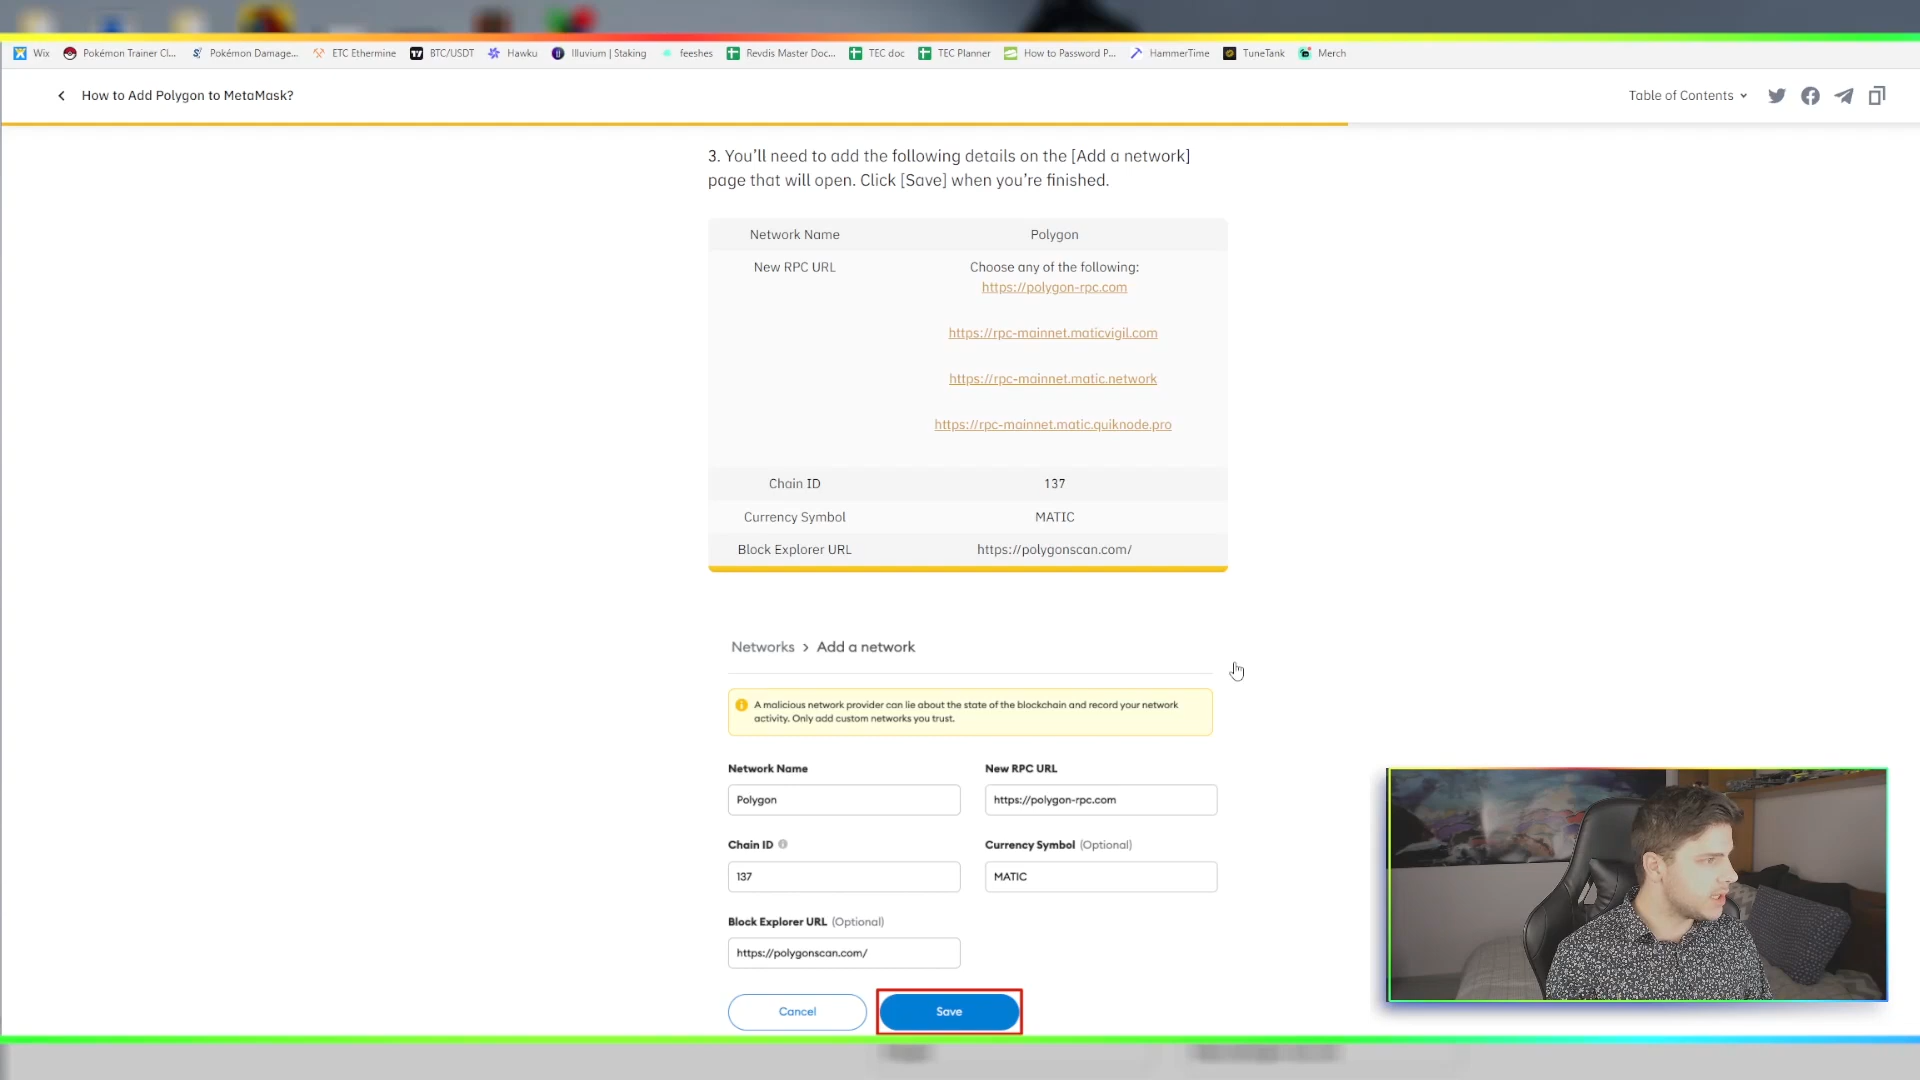 Wix
Pokémon Trainer Cl...
Pokémon Damage...
ETC Ethermine
BTC/USDT
Hawku
Illuvium | Staking
feeshes
Revdis Master Doc...
TEC doc
TEC Planner
How to Password P...
HammerTime
TuneTank
Merch
How to Add Polygon to MetaMask?
Table of Contents
3. You'll need to add the following details on the [Add a network]
page that will open. Click [Save] when you're finished.
Network Name Polygon
New RPC URL Choose any of the following:
https://polygon-rpc.com
https://rpc-mainnet.maticvigil.com
https://rpc-mainnet.matic.network
https://rpc-mainnet.matic.quiknode.pro
Chain ID 137
Currency Symbol MATIC
Block Explorer URL https://polygonscan.com/
Networks > Add a network
A malicious network provider can lie about the state of the blockchain and record your network
activity. Only add custom networks you trust.
Network Name New RPC URL
Polygon https://polygon-rpc.com
Chain ID Currency Symbol (Optional)
137 MATIC
Block Explorer URL (Optional)
https://polygonscan.com/
Cancel Save